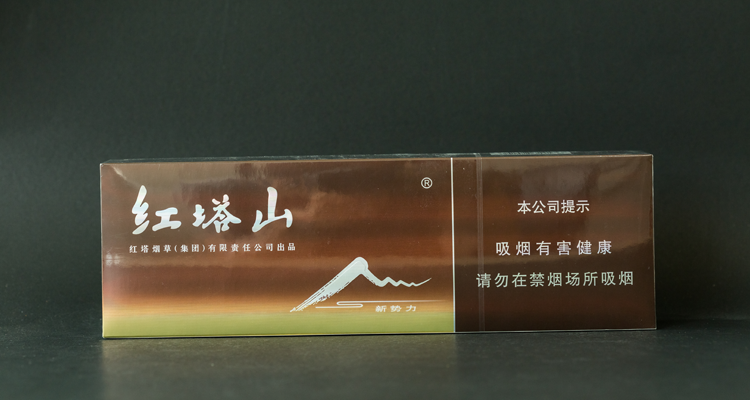 红塔山
®
红塔烟草(集团)有限责任公司出品
新势力
本公司提示
吸烟有害健康
请勿在禁烟场所吸烟